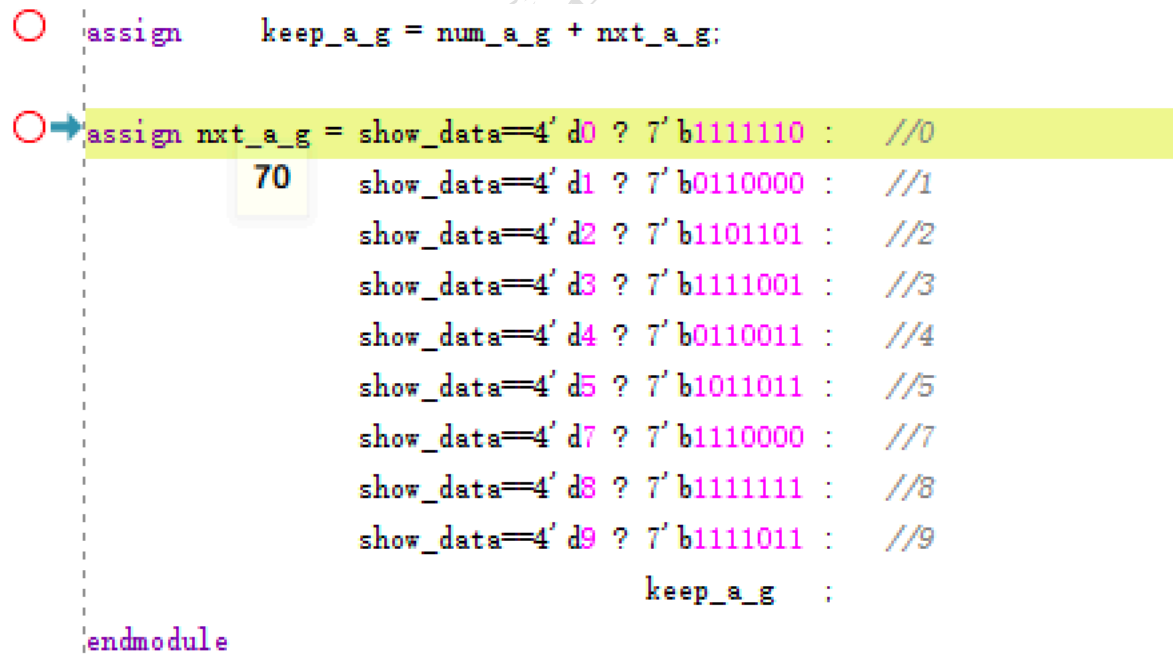 assign keep_a_g = num_a_g + nxt_a_g;
assign nxt_a_g = show_data==4'd0 ? 7'b1111110 : //0
70
show_data==4'd1 ? 7'b0110000 : //1
show_data==4'd2 ? 7'b1101101 : //2
show_data==4'd3 ? 7'b1111001 : //3
show_data==4'd4 ? 7'b0110011 : //4
show_data==4'd5 ? 7'b1011011 : //5
show_data==4'd7 ? 7'b1110000 : //7
show_data==4'd8 ? 7'b1111111 : //8
show_data==4'd9 ? 7'b1111011 : //9
keep_a_g ;
endmodule